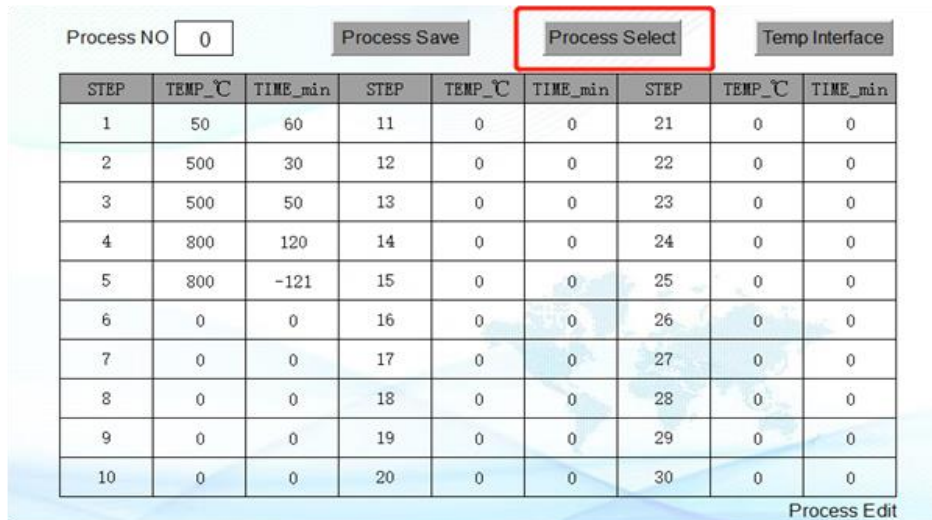 Process NO 0 Process Save Process Select Temp Interface
STEP TEMP_℃ TIME_min STEP TEMP_℃ TIME_min STEP TEMP_℃ TIME_min
1 50 60 11 0 0 21 0 0
2 500 30 12 0 0 22 0 0
3 500 50 13 0 0 23 0 0
4 800 120 14 0 0 24 0 0
5 800 -121 15 0 0 25 0 0
6 0 0 16 0 0 26 0 0
7 0 0 17 0 0 27 0 0
8 0 0 18 0 0 28 0 0
9 0 0 19 0 0 29 0 0
10 0 0 20 0 0 30 0 0
Process Edit